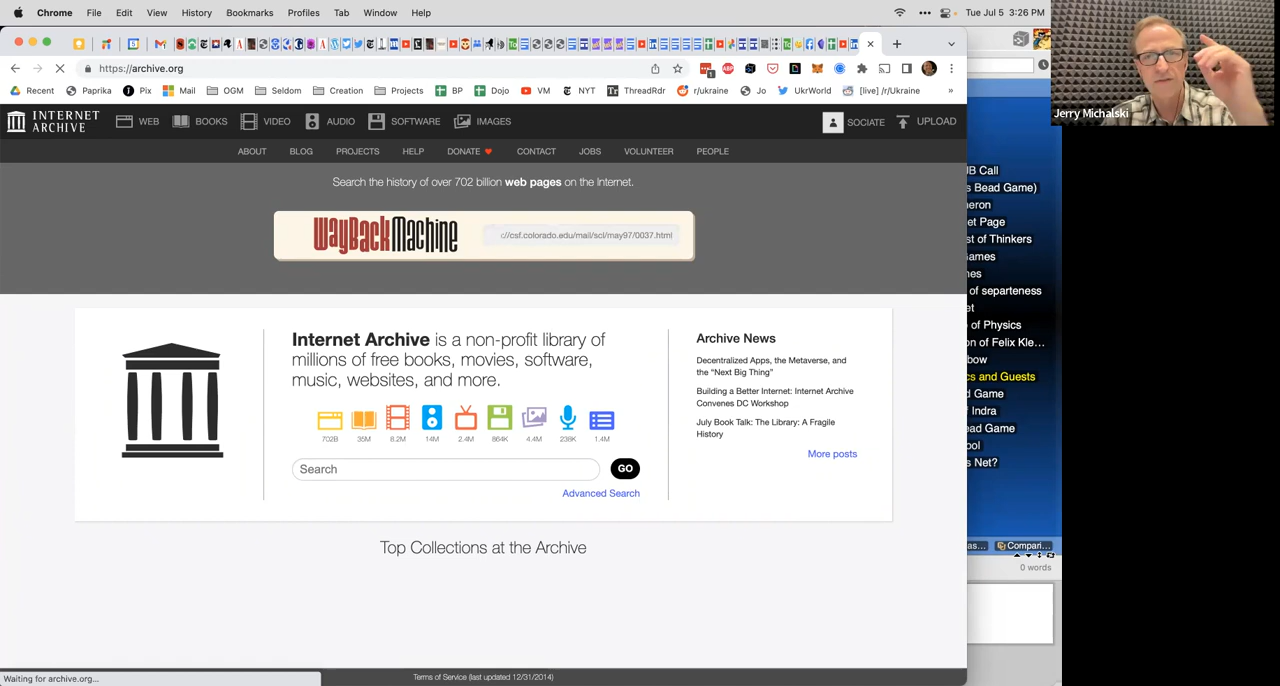 Chrome File Edit View History Bookmarks Profiles Tab Window Help
Tue Jul 5 3:26 PM
https://archive.org
Recent Paprika Pix Mail OGM Seldom Creation Projects BP Dojo VM NYT ThreadRdr r/ukraine Jo UkrWorld [live] /r/Ukraine »
INTERNET ARCHIVE
WEB BOOKS VIDEO AUDIO SOFTWARE IMAGES SOCIATE UPLOAD
ABOUT BLOG PROJECTS HELP DONATE CONTACT JOBS VOLUNTEER PEOPLE
Search the history of over 702 billion web pages on the Internet.
WayBackMachine
://csf.colorado.edu/mail/scl/may97/0037.html
Internet Archive is a non-profit library of
millions of free books, movies, software,
music, websites, and more.
702B 35M 8.2M 14M 2.4M 864K 4.4M 238K 1.4M
Search GO
Advanced Search
Archive News
Decentralized Apps, the Metaverse, and
the “Next Big Thing”
Building a Better Internet: Internet Archive
Convenes DC Workshop
July Book Talk: The Library: A Fragile
History
More posts
Top Collections at the Archive
Terms of Service (last updated 12/31/2014)
Waiting for archive.org...
Jerry Michalski
JB Call
s Bead Game)
neron
et Page
st of Thinkers
Games
nes
of separeteness
et
of Physics
on of Felix Kle...
bow
cs and Guests
d Game
f Indra
ead Game
ool
s Net?
as... Compari...
0 words